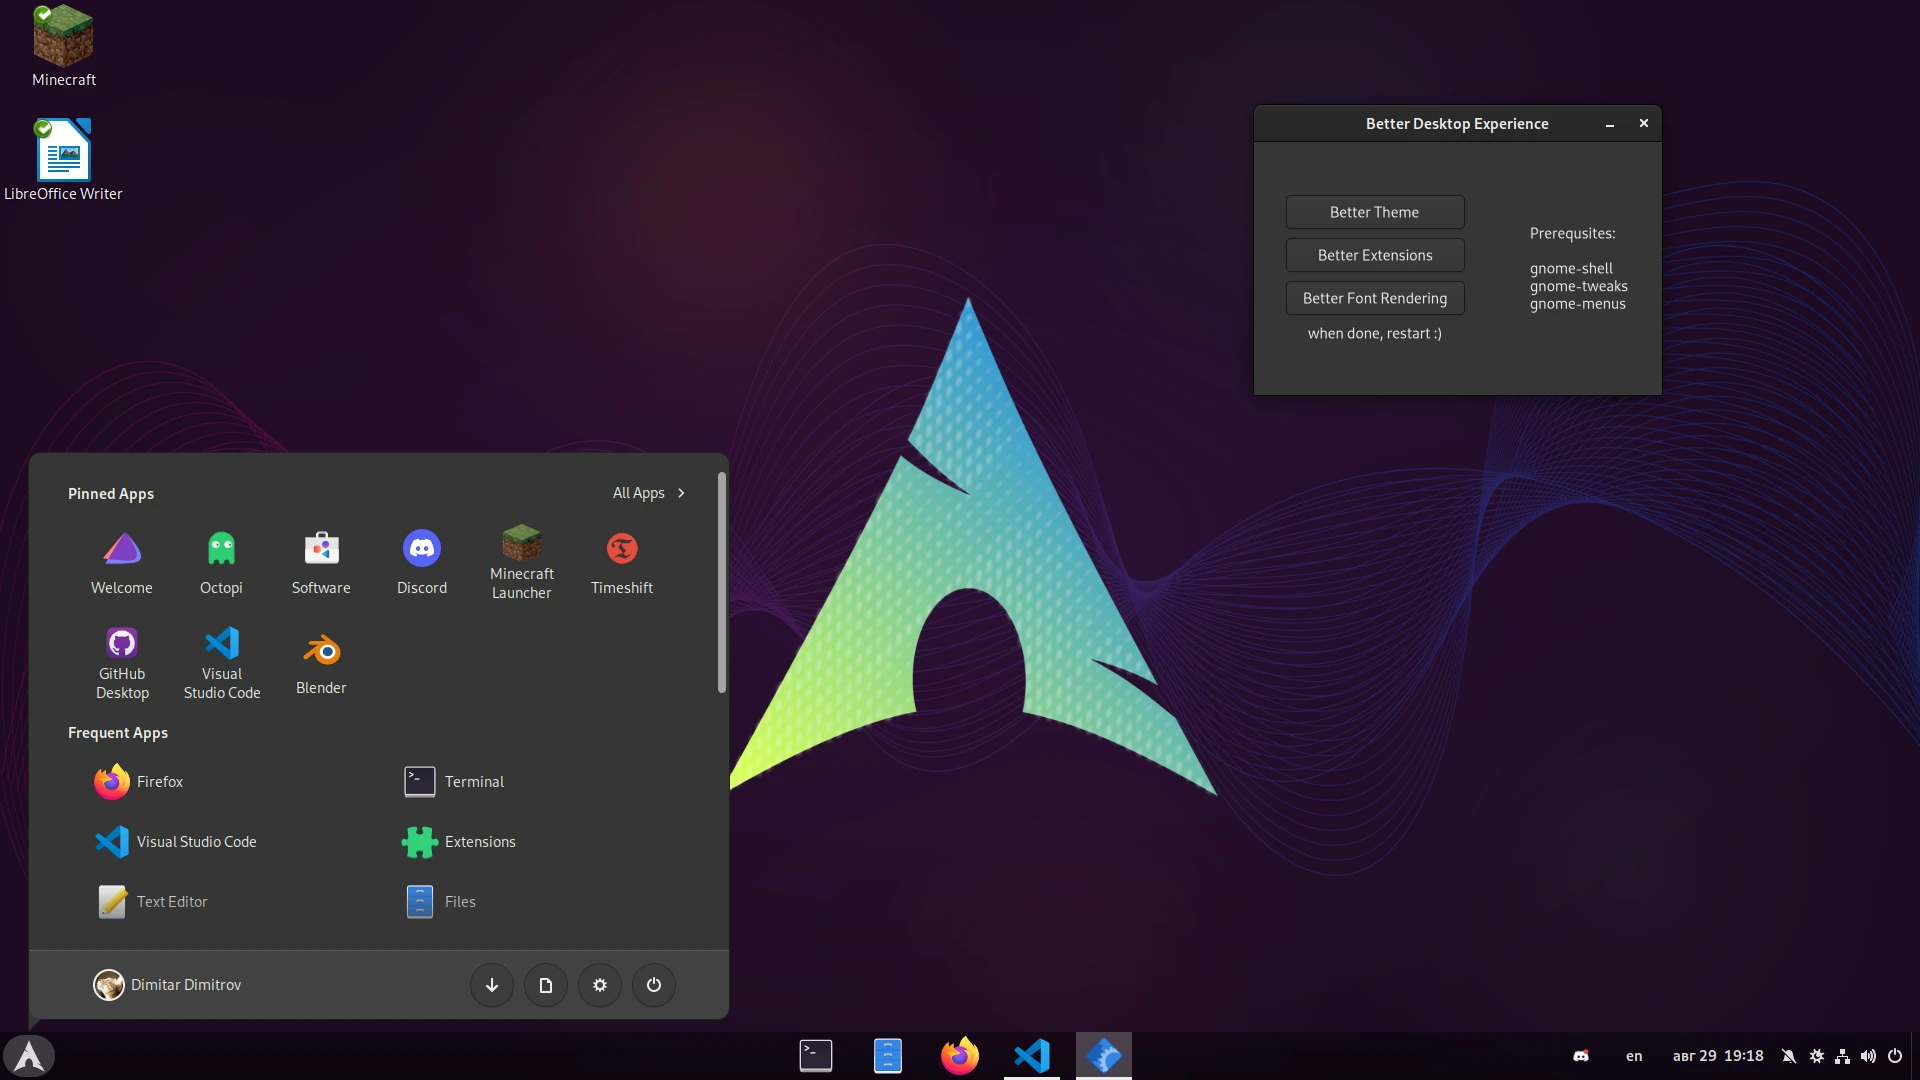 Minecraft
LibreOffice Writer
Better Desktop Experience
Better Theme
Better Extensions
Better Font Rendering
when done, restart :)
Prerequsites:
gnome-shell
gnome-tweaks
gnome-menus
Pinned Apps
All Apps
Welcome
Octopi
Software
Discord
Minecraft
Launcher
Timeshift
GitHub
Desktop
Visual
Studio Code
Blender
Frequent Apps
Firefox
Terminal
Visual Studio Code
Extensions
Text Editor
Files
Dimitar Dimitrov
en
авг 29 19:18